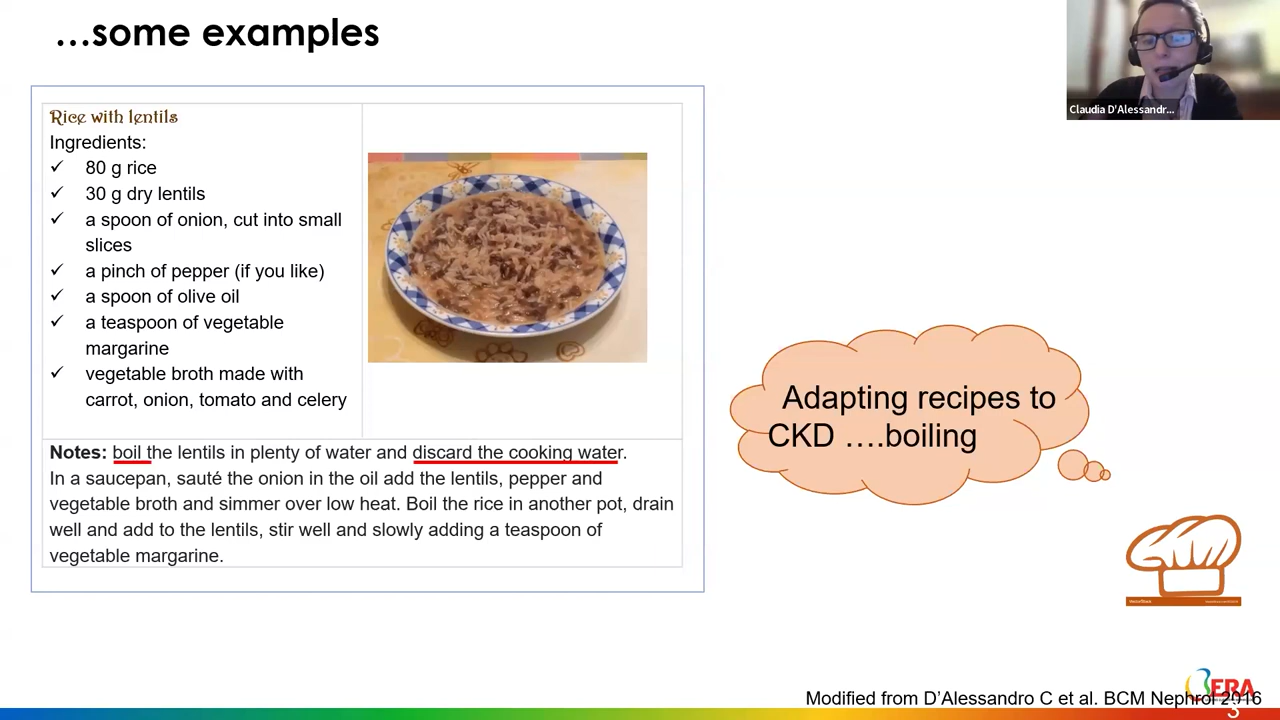 …some examples
Claudia D'Alessandr...
Rice with lentils
Ingredients:
✓ 80 g rice
✓ 30 g dry lentils
✓ a spoon of onion, cut into small
slices
✓ a pinch of pepper (if you like)
✓ a spoon of olive oil
✓ a teaspoon of vegetable
margarine
✓ vegetable broth made with
carrot, onion, tomato and celery
Notes: boil the lentils in plenty of water and discard the cooking water.
In a saucepan, sauté the onion in the oil add the lentils, pepper and
vegetable broth and simmer over low heat. Boil the rice in another pot, drain
well and add to the lentils, stir well and slowly adding a teaspoon of
vegetable margarine.
Adapting recipes to
CKD ….boiling
ERA
Modified from D'Alessandro C et al. BCM Nephrol 2016
3